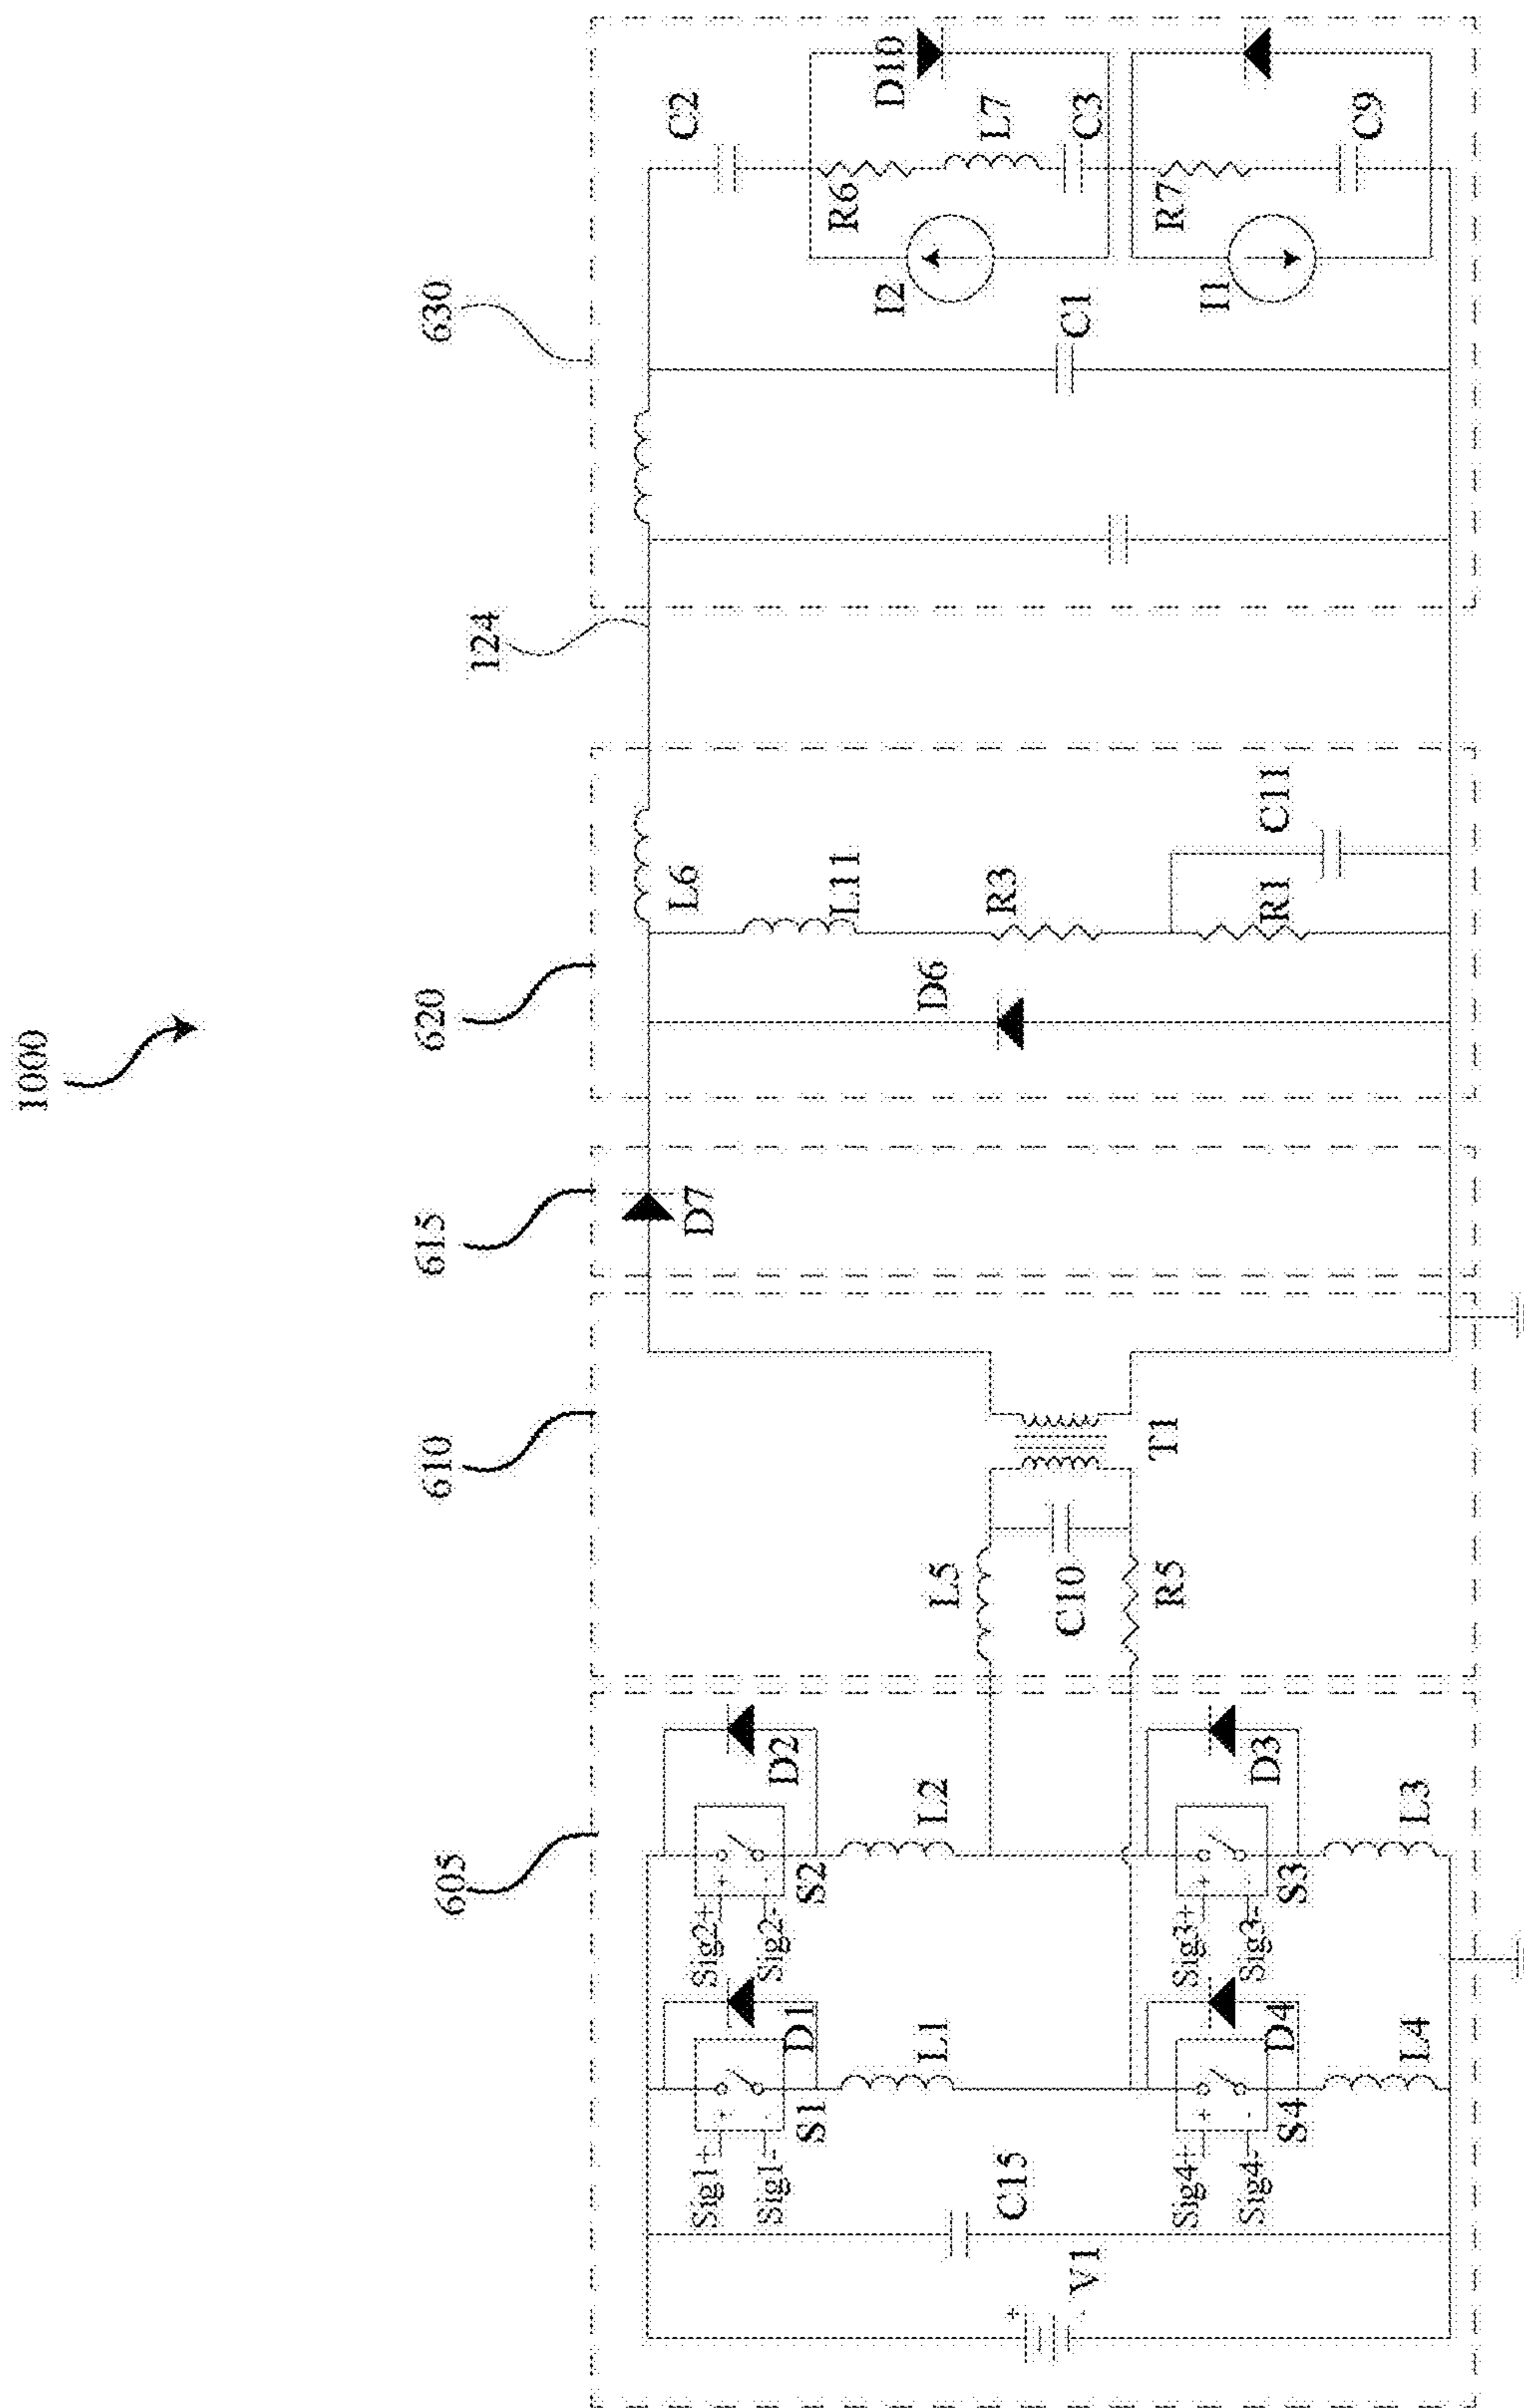 1000
605
610
615
620
124
630
Sig1+
Sig1-
S1
D1
L1
Sig2+
Sig2-
S2
D2
L2
C15
V1
+
-
Sig4+
Sig4-
S4
D4
L4
Sig3+
Sig3-
S3
D3
L3
+
-
+
-
+
-
+
-
L5
C10
R5
T1
D7
D6
L6
L11
R3
R1
C11
C1
C2
I2
R6
D10
L7
C3
I1
R7
C9